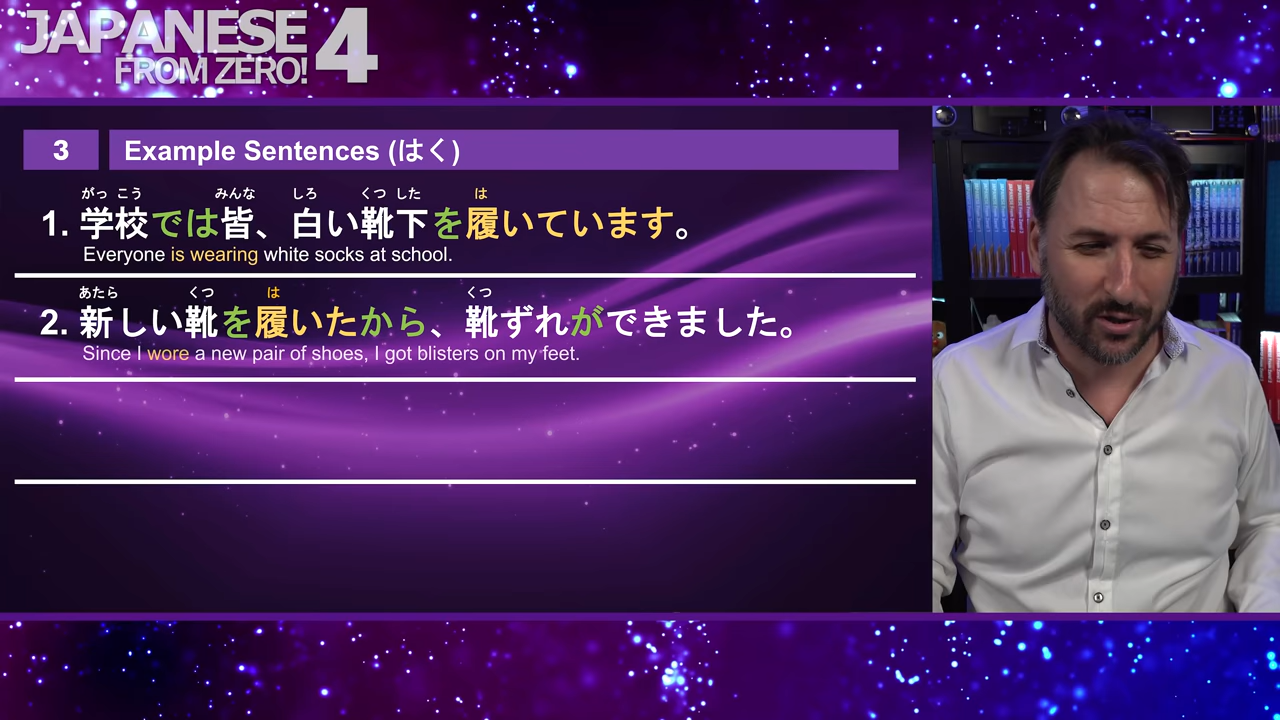 JAPANESE 4
FROM ZERO!
3 Example Sentences (はく)
がっ こう みんな しろ くつ した は
1. 学校では皆、白い靴下を履いています。
Everyone is wearing white socks at school.
あたら くつ は くつ
2. 新しい靴を履いたから、靴ずれができました。
Since I wore a new pair of shoes, I got blisters on my feet.